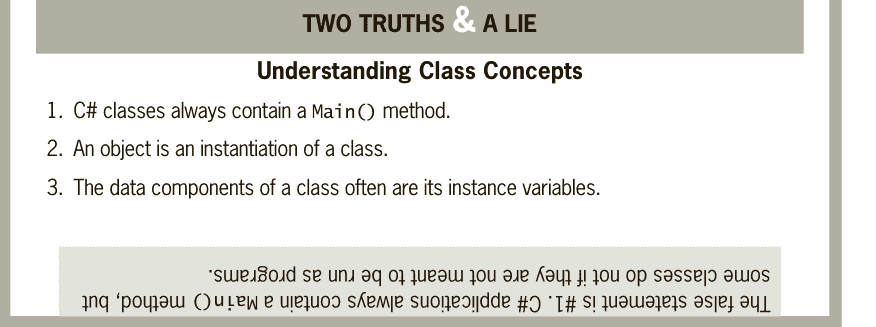 TWO TRUTHS & A LIE
Understanding Class Concepts
1. C# classes always contain a Main() method.
2. An object is an instantiation of a class.
3. The data components of a class often are its instance variables.
The false statement is #1. C# applications always contain a Main() method, but
some classes do not if they are not meant to be run as programs.